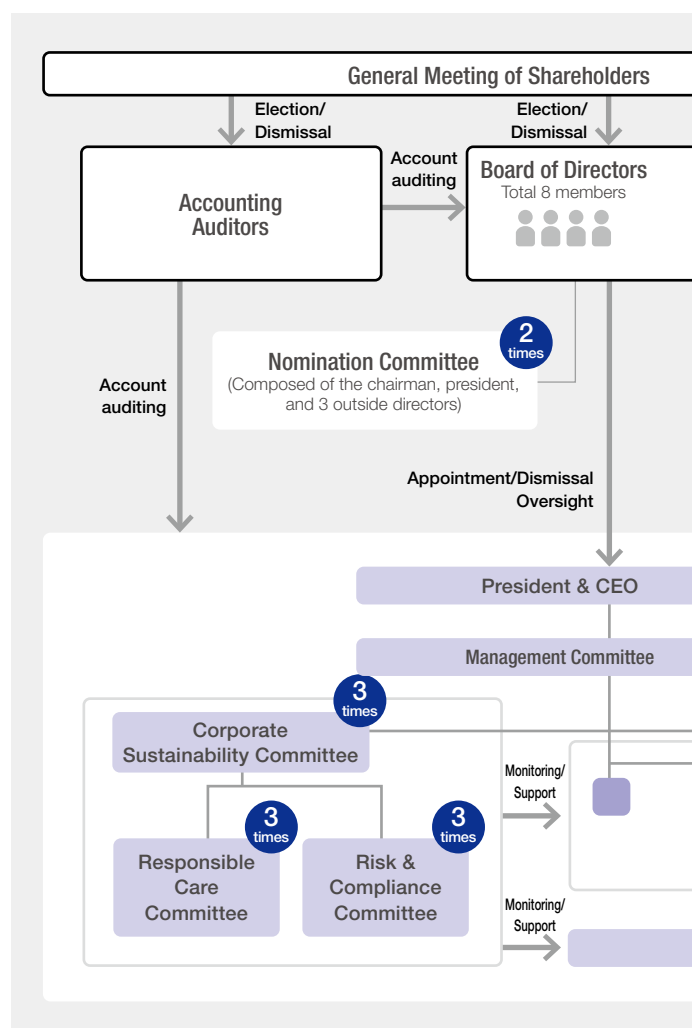 General Meeting of Shareholders
Election/
Dismissal
Election/
Dismissal
Accounting
Auditors
Account
auditing
Board of Directors
Total 8 members
2
times
Nomination Committee
(Composed of the chairman, president,
and 3 outside directors)
Account
auditing
Appointment/Dismissal
Oversight
President & CEO
Management Committee
3
times
Corporate
Sustainability Committee
Monitoring/
Support
3
times
Responsible
Care
Committee
3
times
Risk &
Compliance
Committee
Monitoring/
Support